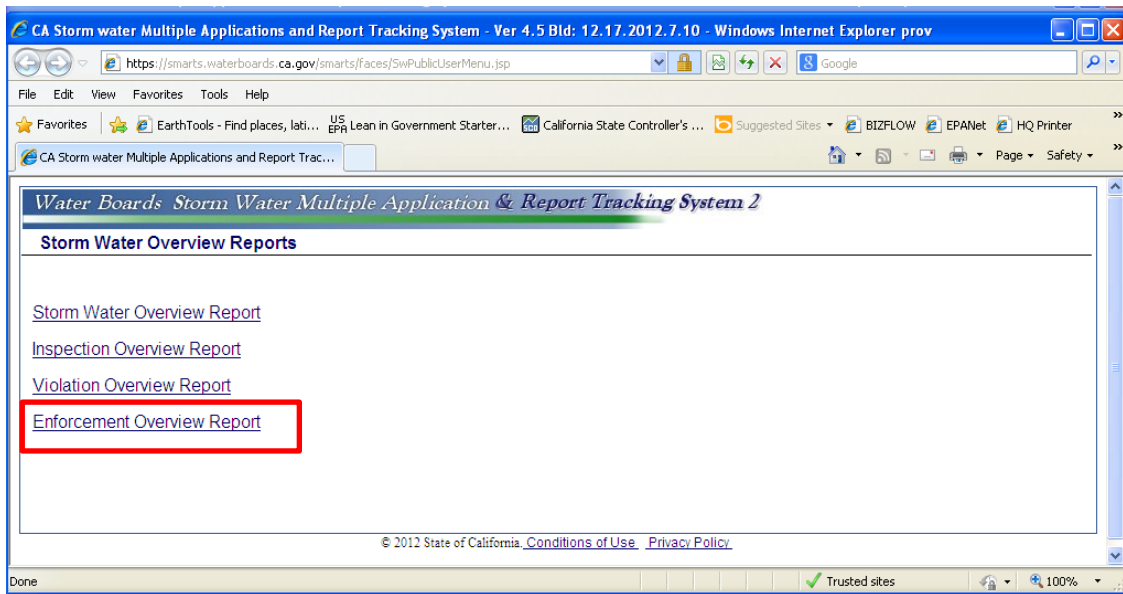 CA Storm water Multiple Applications and Report Tracking System - Ver 4.5 Bld: 12.17.2012.7.10 - Windows Internet Explorer prov
https://smarts.waterboards.ca.gov/smarts/faces/SwPublicUserMenu.jsp Google
File Edit View Favorites Tools Help
Favorites EarthTools - Find places, lati... US EPA Lean in Government Starter... California State Controller's ... Suggested Sites BIZFLOW EPANet HQ Printer »
CA Storm water Multiple Applications and Report Trac... Page Safety »
Water Boards Storm Water Multiple Application & Report Tracking System 2
Storm Water Overview Reports
Storm Water Overview Report
Inspection Overview Report
Violation Overview Report
Enforcement Overview Report
© 2012 State of California. Conditions of Use Privacy Policy
Done Trusted sites 100%